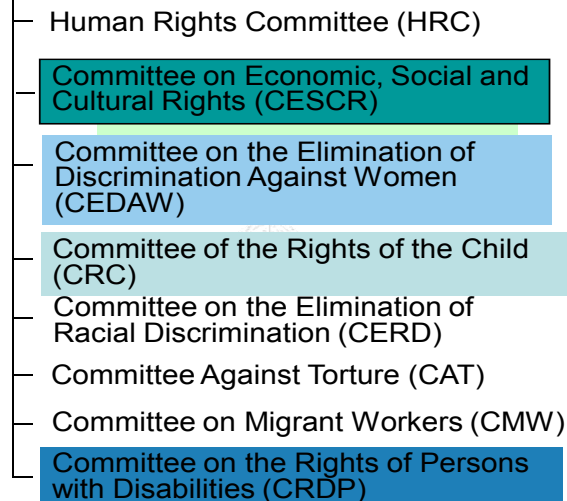 Human Rights Committee (HRC)
Committee on Economic, Social and
Cultural Rights (CESCR)
Committee on the Elimination of
Discrimination Against Women
(CEDAW)
Committee of the Rights of the Child
(CRC)
Committee on the Elimination of
Racial Discrimination (CERD)
Committee Against Torture (CAT)
Committee on Migrant Workers (CMW)
Committee on the Rights of Persons
with Disabilities (CRDP)